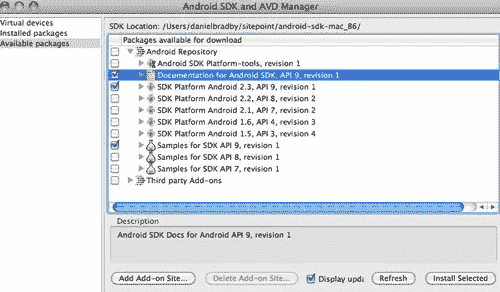 Android SDK and AVD Manager
Virtual devices
Installed packages
Available packages
SDK Location: /Users/danielbradby/sitepoint/android-sdk-mac_86/
Packages available for download
Android Repository
Android SDK Platform-tools, revision 1
Documentation for Android SDK, API 9, revision 1
SDK Platform Android 2.3, API 9, revision 1
SDK Platform Android 2.2, API 8, revision 2
SDK Platform Android 2.1, API 7, revision 2
SDK Platform Android 1.6, API 4, revision 3
SDK Platform Android 1.5, API 3, revision 4
Samples for SDK API 9, revision 1
Samples for SDK API 8, revision 1
Samples for SDK API 7, revision 1
Third party Add-ons
Description
Android SDK Docs for Android API 9, revision 1
Add Add-on Site... Delete Add-on Site... Display upda Refresh Install Selected